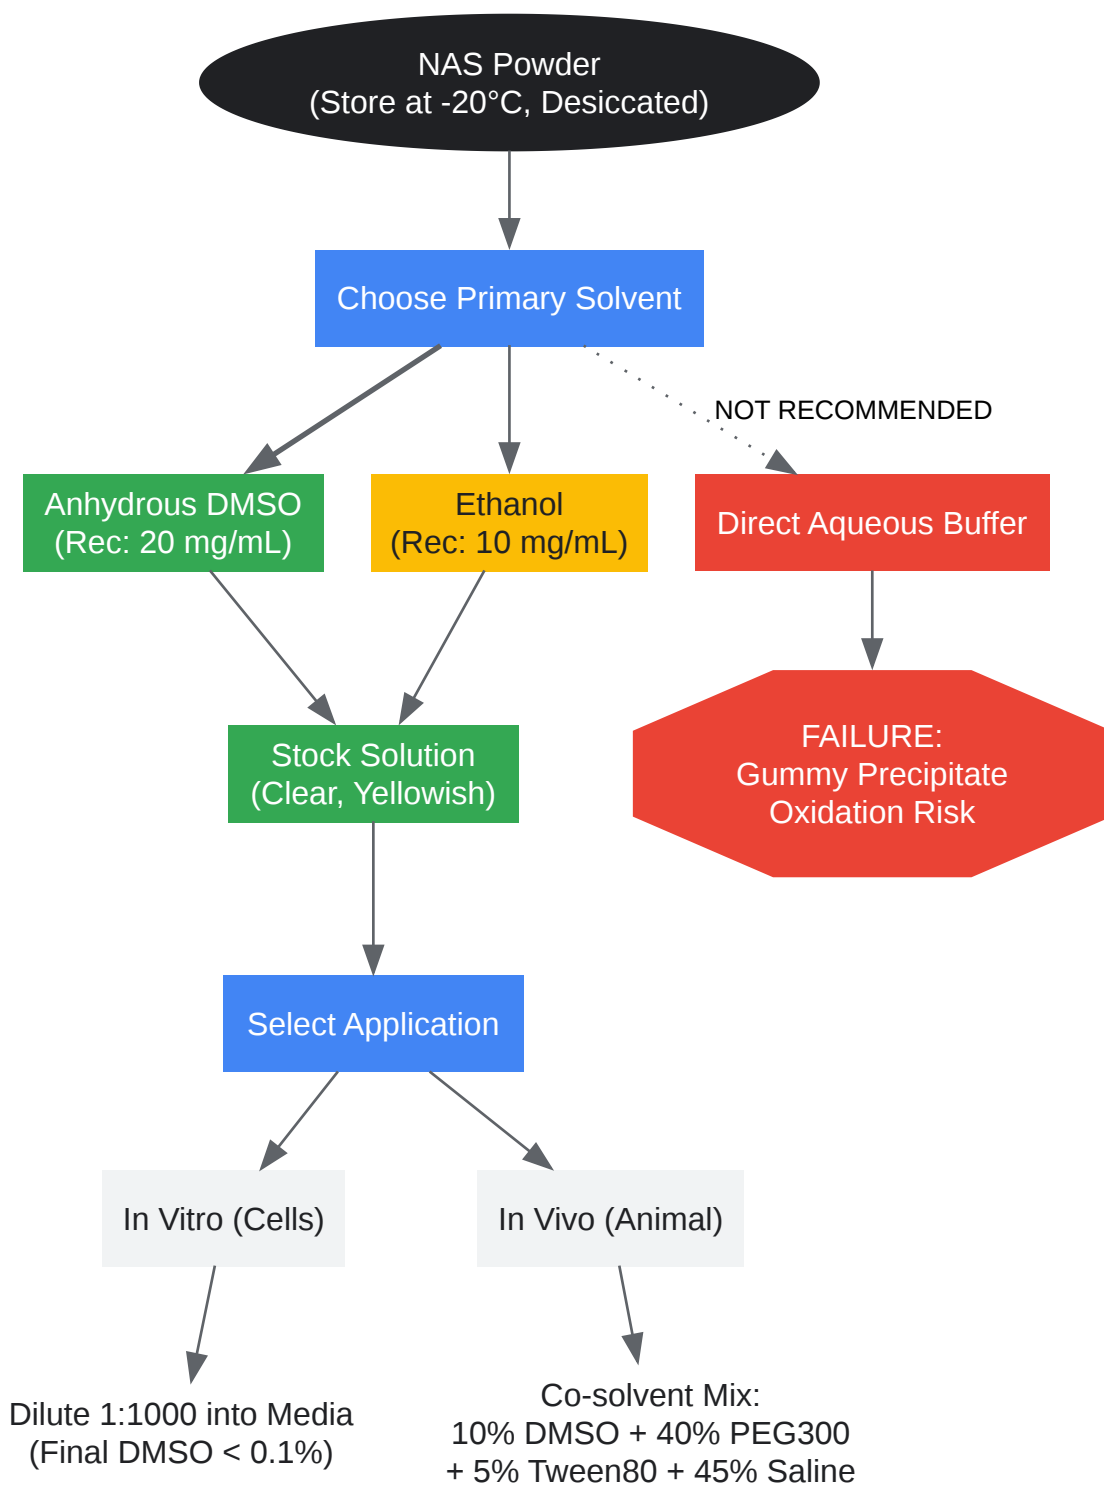 NAS Powder
(Store at -20°C, Desiccated)
Choose Primary Solvent
NOT RECOMMENDED
Anhydrous DMSO
(Rec: 20 mg/mL)
Ethanol
(Rec: 10 mg/mL)
Direct Aqueous Buffer
Stock Solution
(Clear, Yellowish)
FAILURE:
Gummy Precipitate
Oxidation Risk
Select Application
In Vitro (Cells)
In Vivo (Animal)
Dilute 1:1000 into Media
(Final DMSO < 0.1%)
Co-solvent Mix:
10% DMSO + 40% PEG300
+ 5% Tween80 + 45% Saline